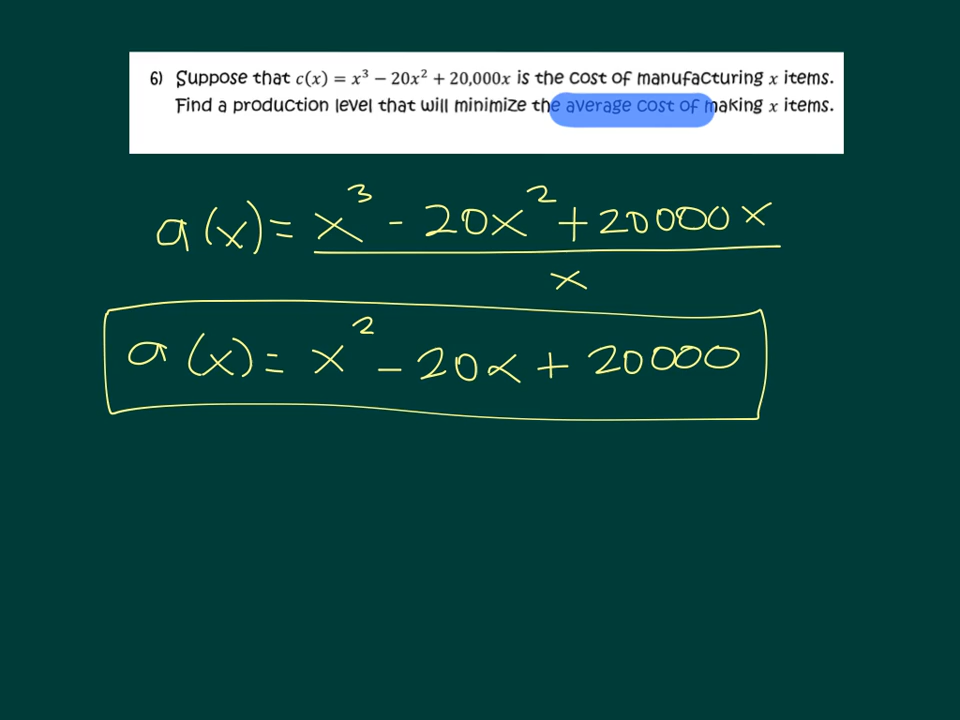 6) Suppose that c(x) = x³ − 20x² + 20,000x is the cost of manufacturing x items.
Find a production level that will minimize the average cost of making x items.
a(x) = x³ - 20x² + 20000x
x
a(x) = x² - 20x + 20000